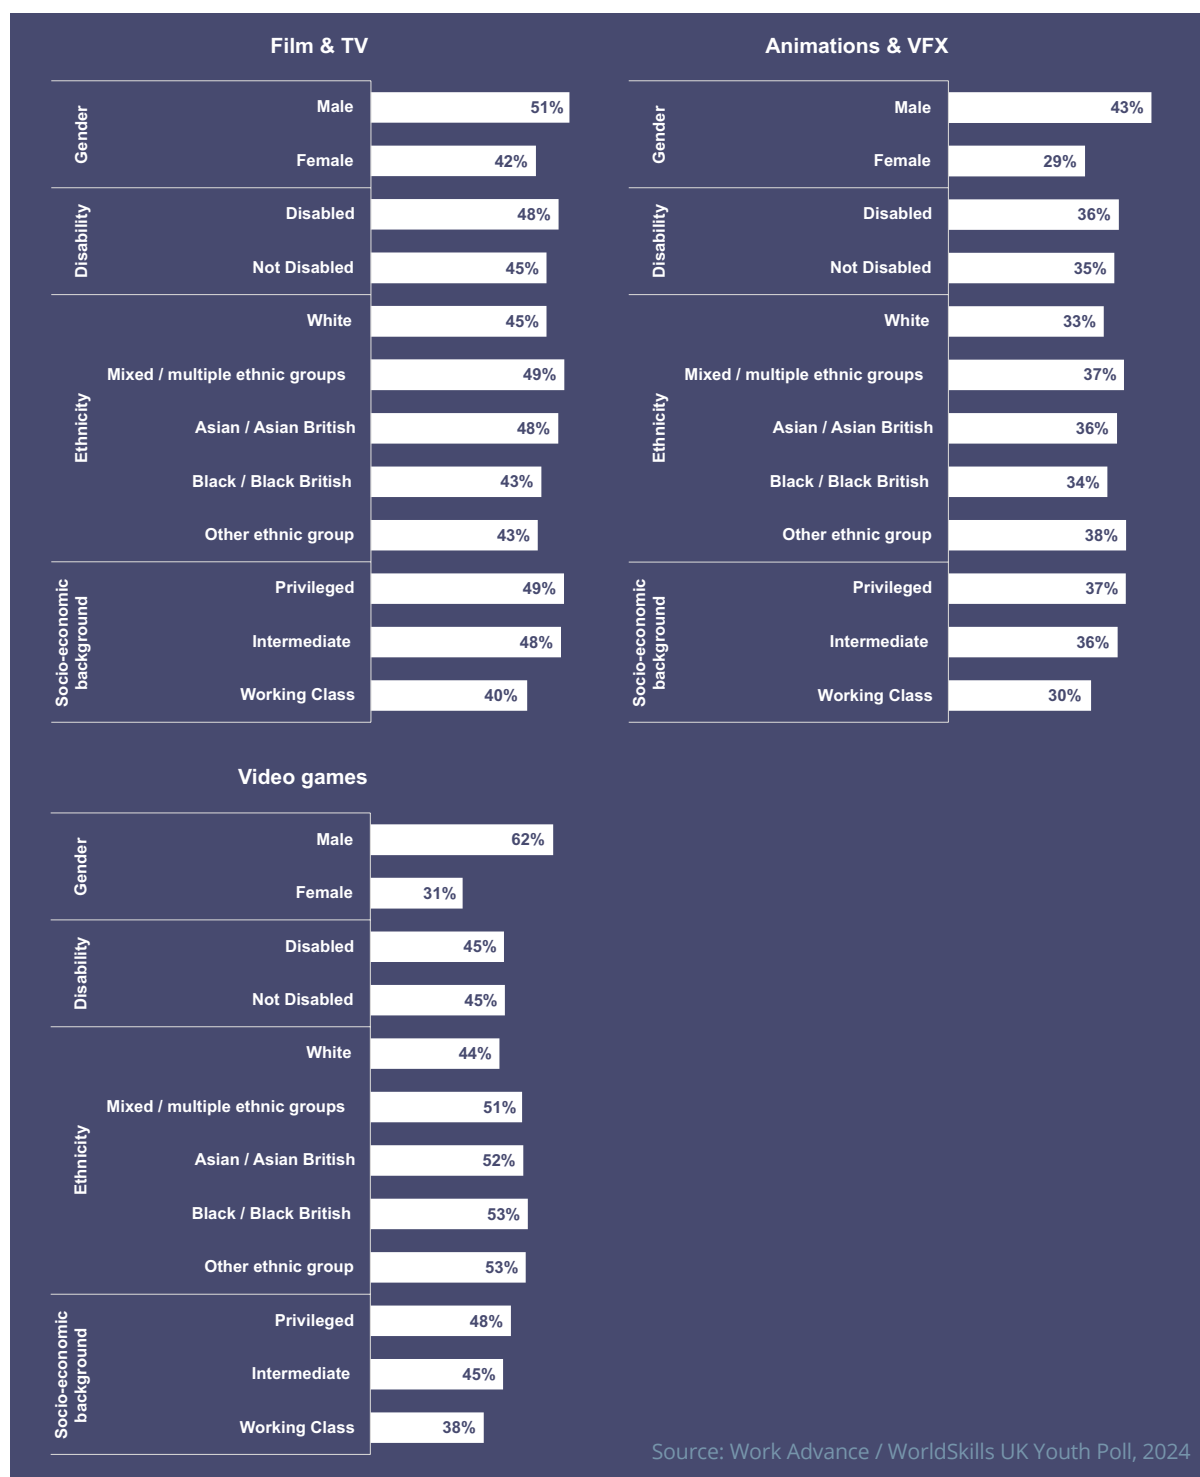 Film & TV
Gender
Male 51%
Female 42%
Disability
Disabled 48%
Not Disabled 45%
Ethnicity
White 45%
Mixed / multiple ethnic groups 49%
Asian / Asian British 48%
Black / Black British 43%
Other ethnic group 43%
Socio-economic
background
Privileged 49%
Intermediate 48%
Working Class 40%
Animations & VFX
Gender
Male 43%
Female 29%
Disability
Disabled 36%
Not Disabled 35%
Ethnicity
White 33%
Mixed / multiple ethnic groups 37%
Asian / Asian British 36%
Black / Black British 34%
Other ethnic group 38%
Socio-economic
background
Privileged 37%
Intermediate 36%
Working Class 30%
Video games
Gender
Male 62%
Female 31%
Disability
Disabled 45%
Not Disabled 45%
Ethnicity
White 44%
Mixed / multiple ethnic groups 51%
Asian / Asian British 52%
Black / Black British 53%
Other ethnic group 53%
Socio-economic
background
Privileged 48%
Intermediate 45%
Working Class 38%
Source: Work Advance / WorldSkills UK Youth Poll, 2024